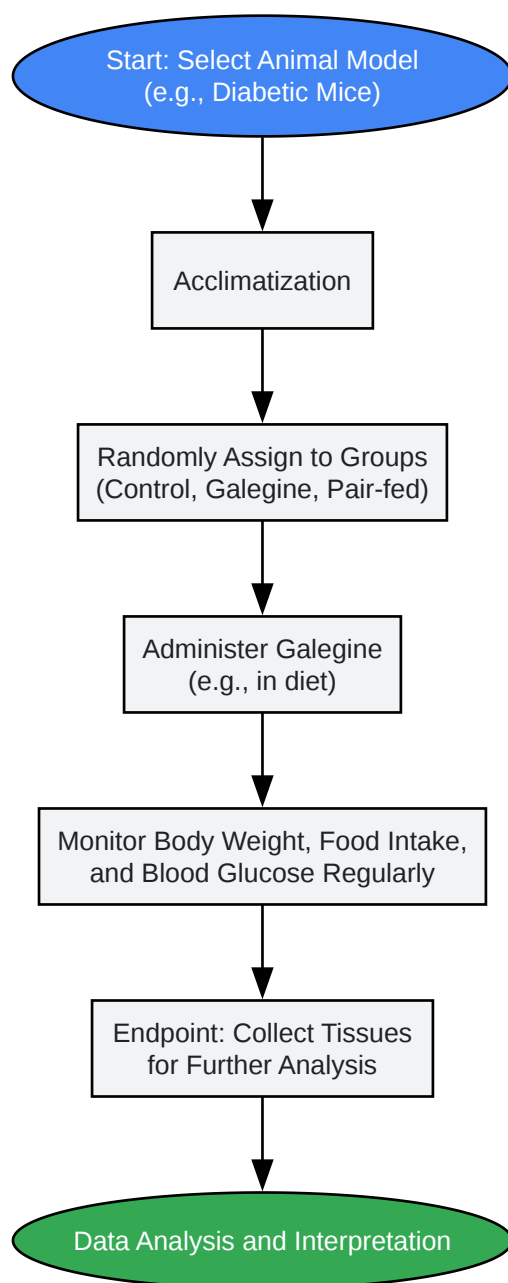 Start: Select Animal Model
(e.g., Diabetic Mice)
Acclimatization
Randomly Assign to Groups
(Control, Galegine, Pair-fed)
Administer Galegine
(e.g., in diet)
Monitor Body Weight, Food Intake,
and Blood Glucose Regularly
Endpoint: Collect Tissues
for Further Analysis
Data Analysis and Interpretation